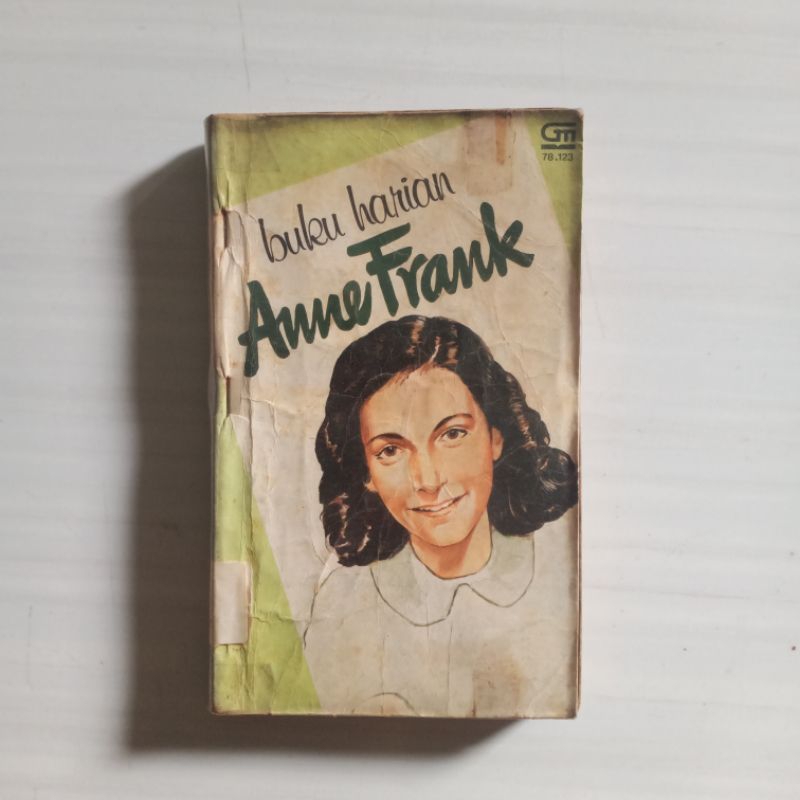 GM
78.123
buku harian
Anne Frank